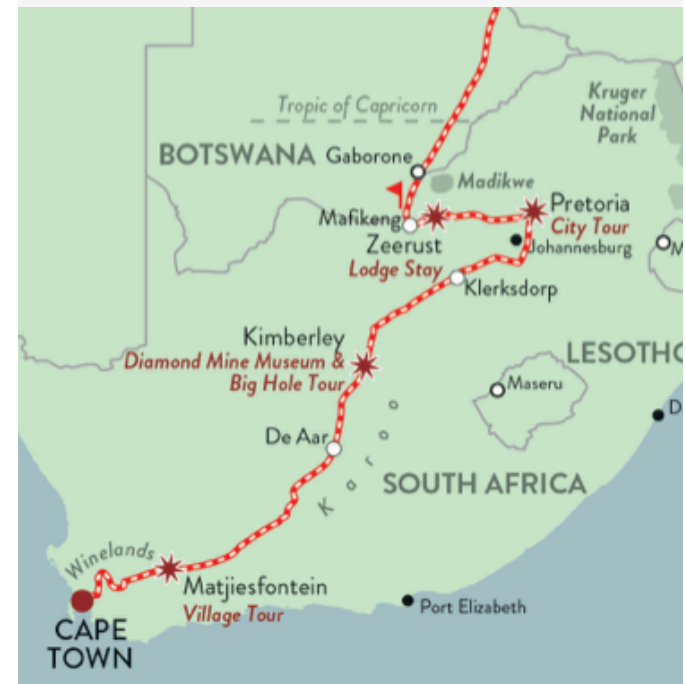 Tropic of Capricorn
Kruger
National
Park
BOTSWANA
Gaborone
Madikwe
Mafikeng
Pretoria
City Tour
Zeerust
Lodge Stay
Johannesburg
M
Klerksdorp
Kimberley
Diamond Mine Museum &
Big Hole Tour
LESOTHO
Maseru
D
De Aar
Karoo
SOUTH AFRICA
Winelands
Matjiesfontein
Village Tour
Port Elizabeth
CAPE
TOWN